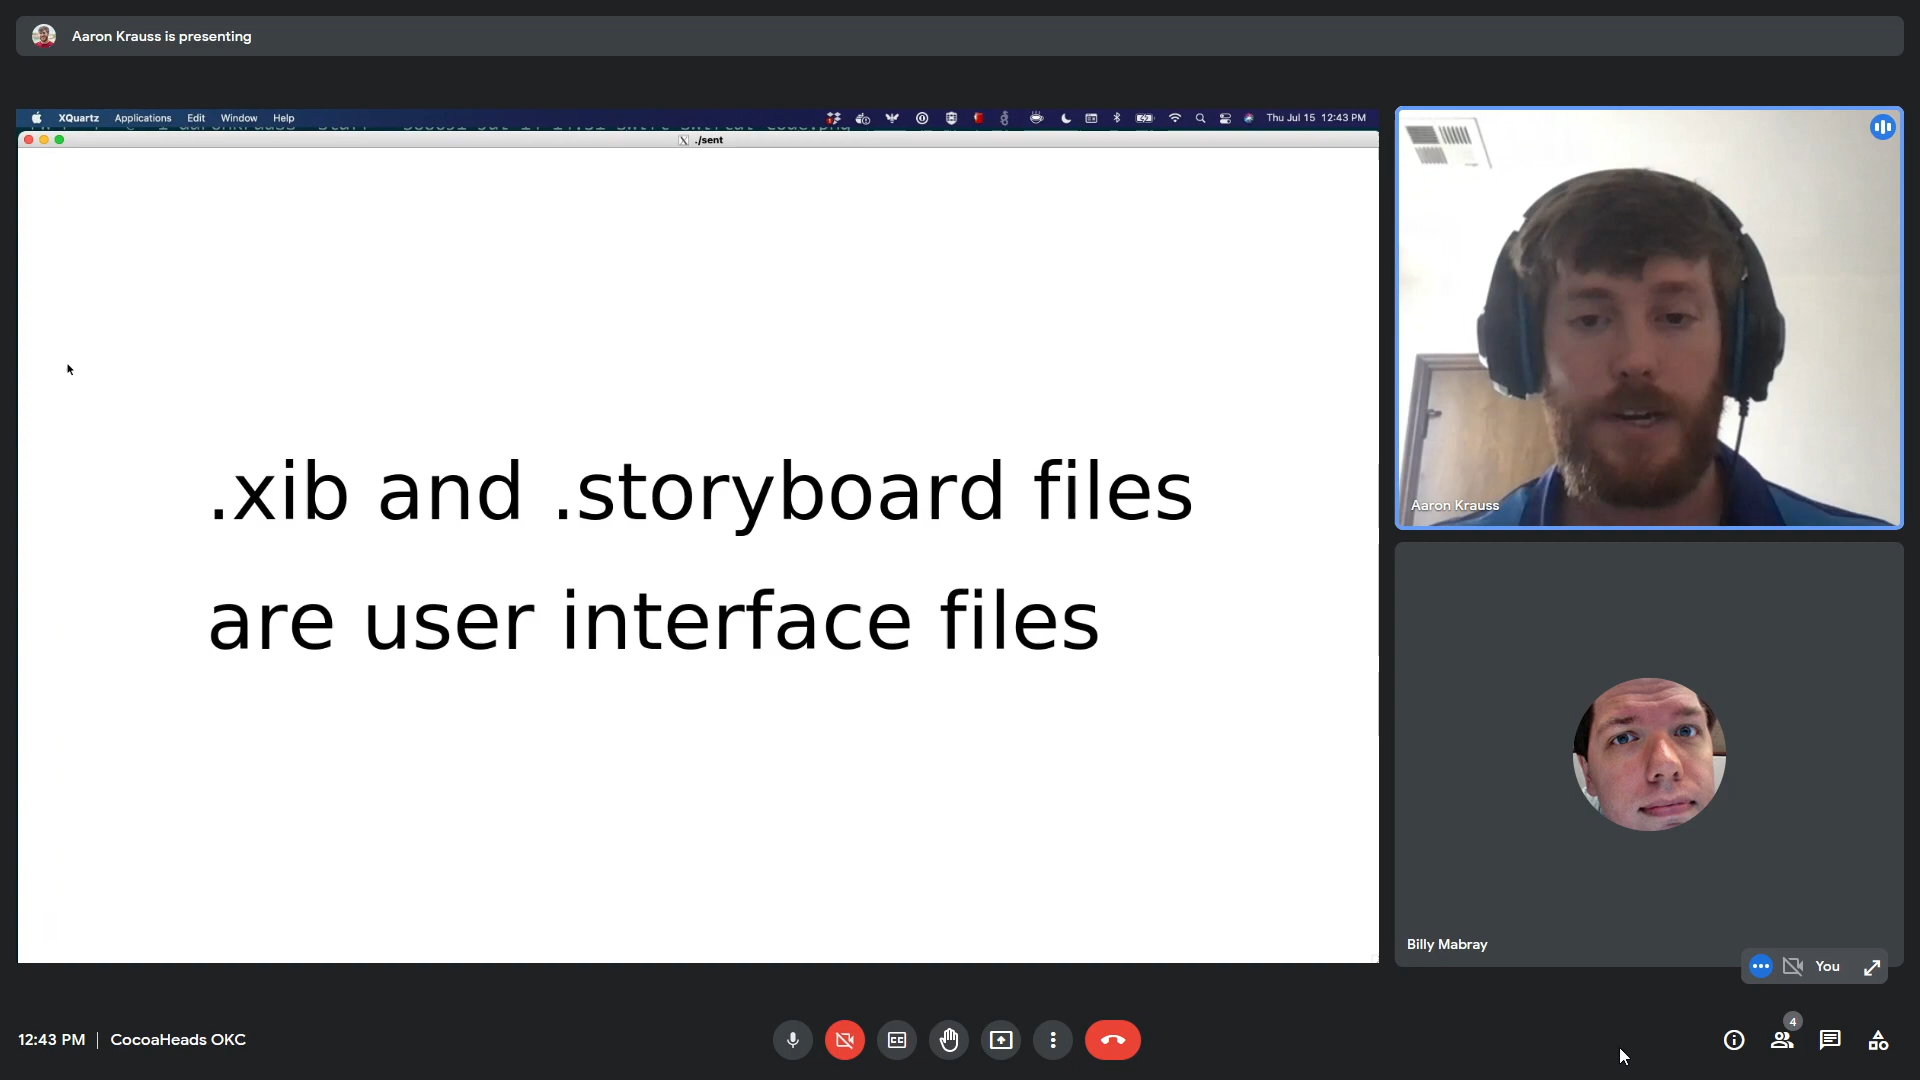 Aaron Krauss is presenting
XQuartz Applications Edit Window Help
Thu Jul 15 12:43 PM
./sent
.xib and .storyboard files
are user interface files
Aaron Krauss
Billy Mabray
You
12:43 PM | CocoaHeads OKC
4